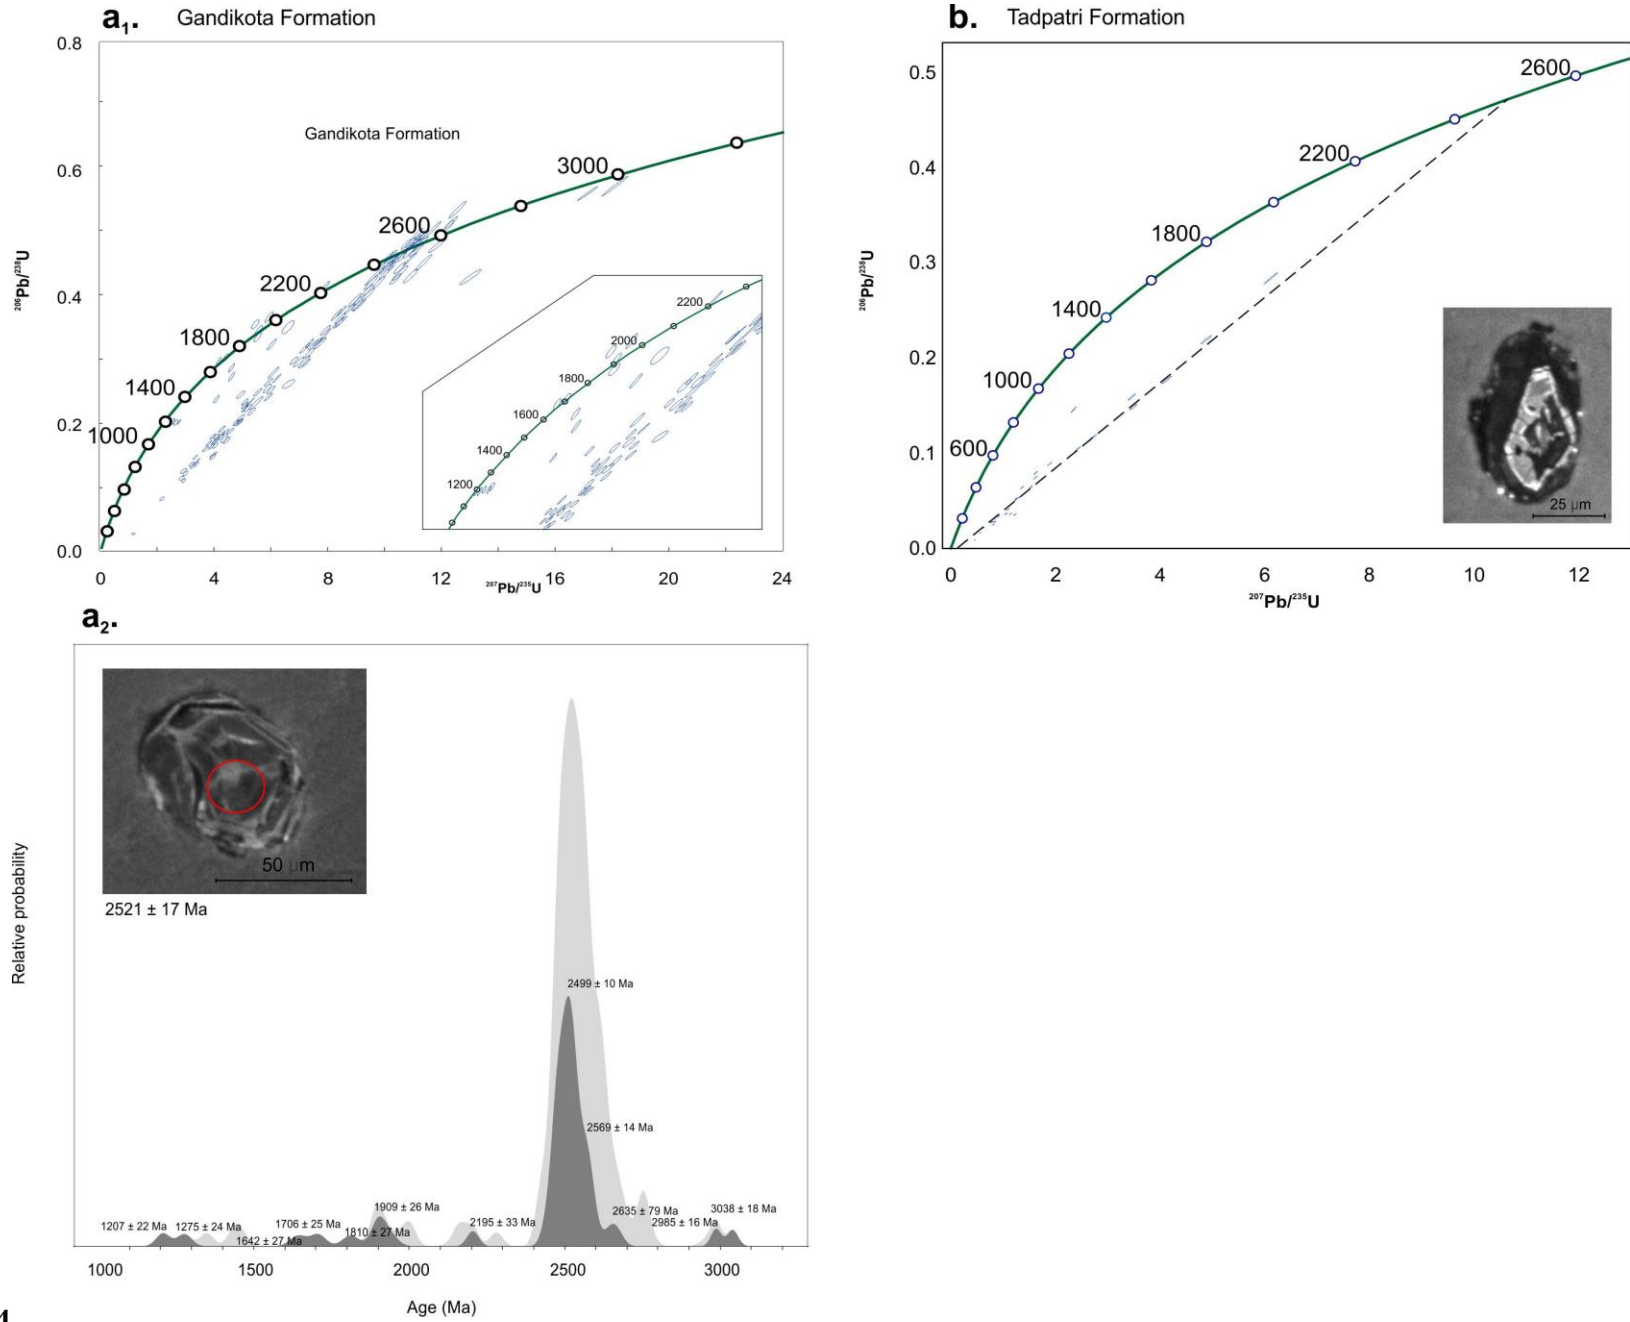 a1. Gandikota Formation
0.8
Gandikota Formation
0.6
3000
2600
2200
0.4
1800
1400
0.2
1000
0.0
206Pb/238U
2200
2000
1800
1600
1400
1200
0 4 8 12 16 20 24
207Pb/235U
b. Tadpatri Formation
2600
0.5
2200
0.4
1800
0.3
1400
0.2
1000
0.1
600
0.0
206Pb/238U
25 µm
0 2 4 6 8 10 12
207Pb/235U
a2.
50 µm
2521 ± 17 Ma
Relative probability
2499 ± 10 Ma
2569 ± 14 Ma
1909 ± 26 Ma
2635 ± 79 Ma
3038 ± 18 Ma
1207 ± 22 Ma
1275 ± 24 Ma
1706 ± 25 Ma
2195 ± 33 Ma
2985 ± 16 Ma
1642 ± 27 Ma
1810 ± 27 Ma
1000 1500 2000 2500 3000
Age (Ma)